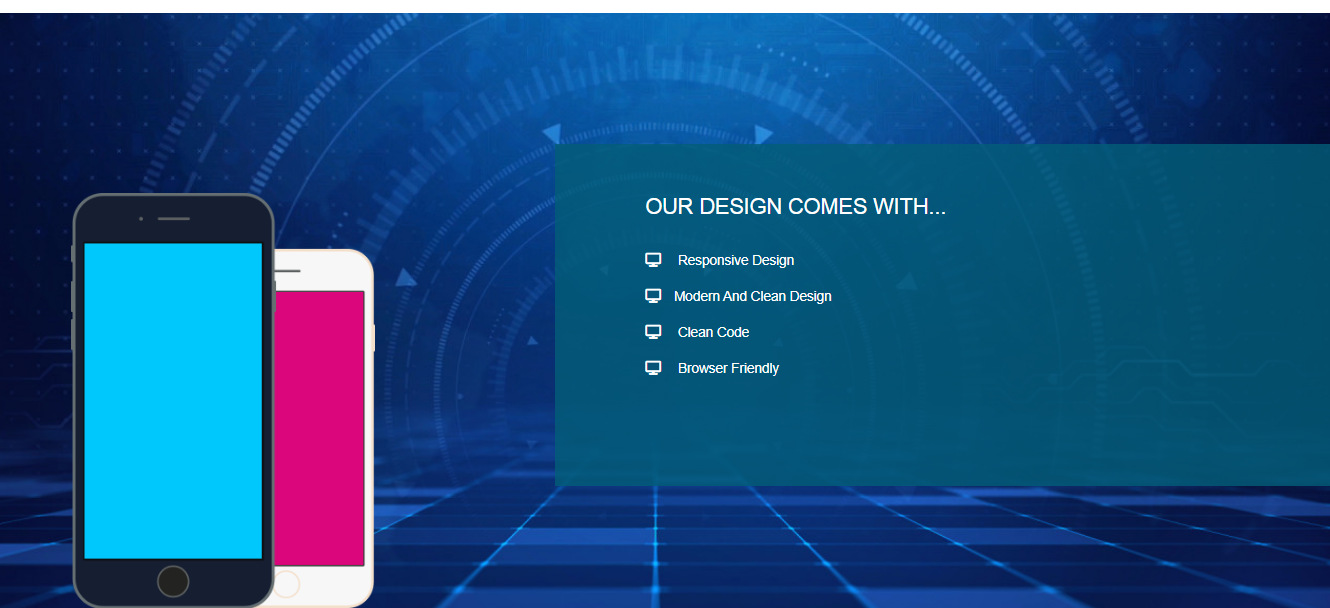 OUR DESIGN COMES WITH...
Responsive Design
Modern And Clean Design
Clean Code
Browser Friendly